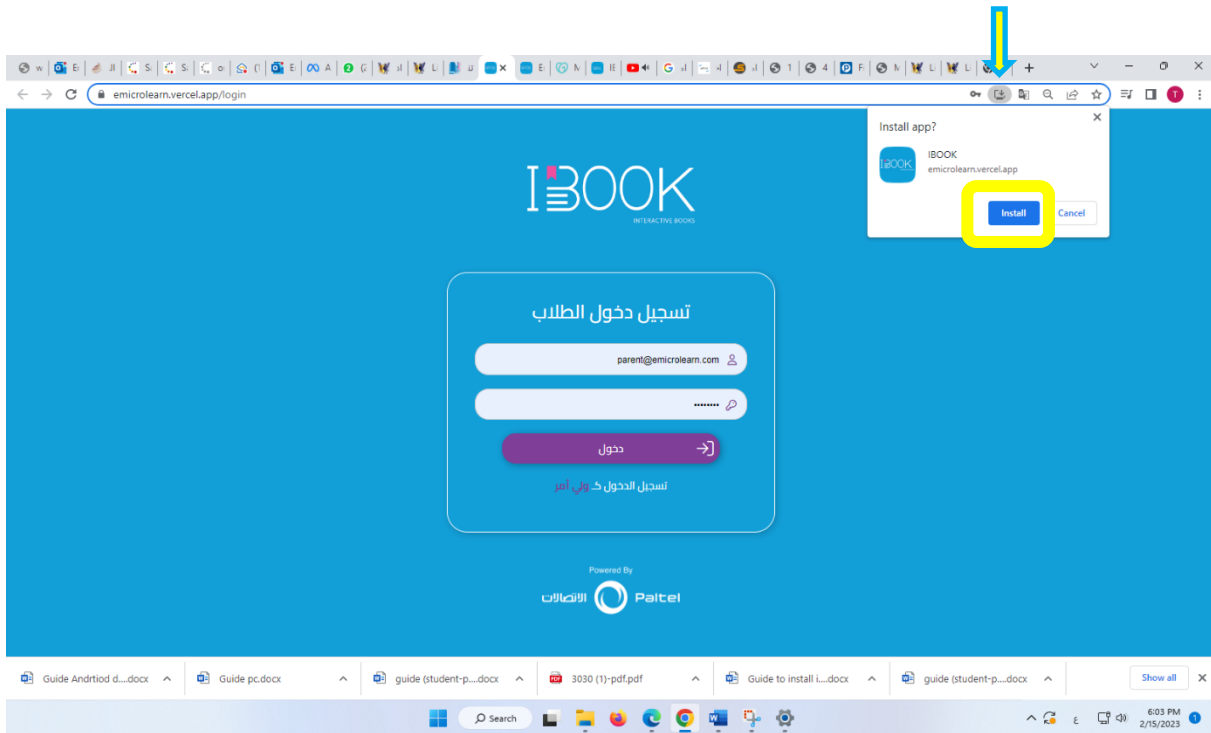 emicrolearn.vercel.app/login
Install app?
IBOOK
IBOOK
emicrolearn.vercel.app
Install
Cancel
IBOOK
INTERACTIVE BOOKS
تسجيل دخول الطلاب
parent@emicrolearn.com
دخول
تسجيل الدخول كـ ولي أمر
Powered By
الاتصالات Paltel
Guide Andrtiod d....docx
Guide pc.docx
guide (student-p....docx
3030 (1)-pdf.pdf
Guide to install i....docx
guide (student-p....docx
Show all
Search
ع
6:03 PM
2/15/2023
1